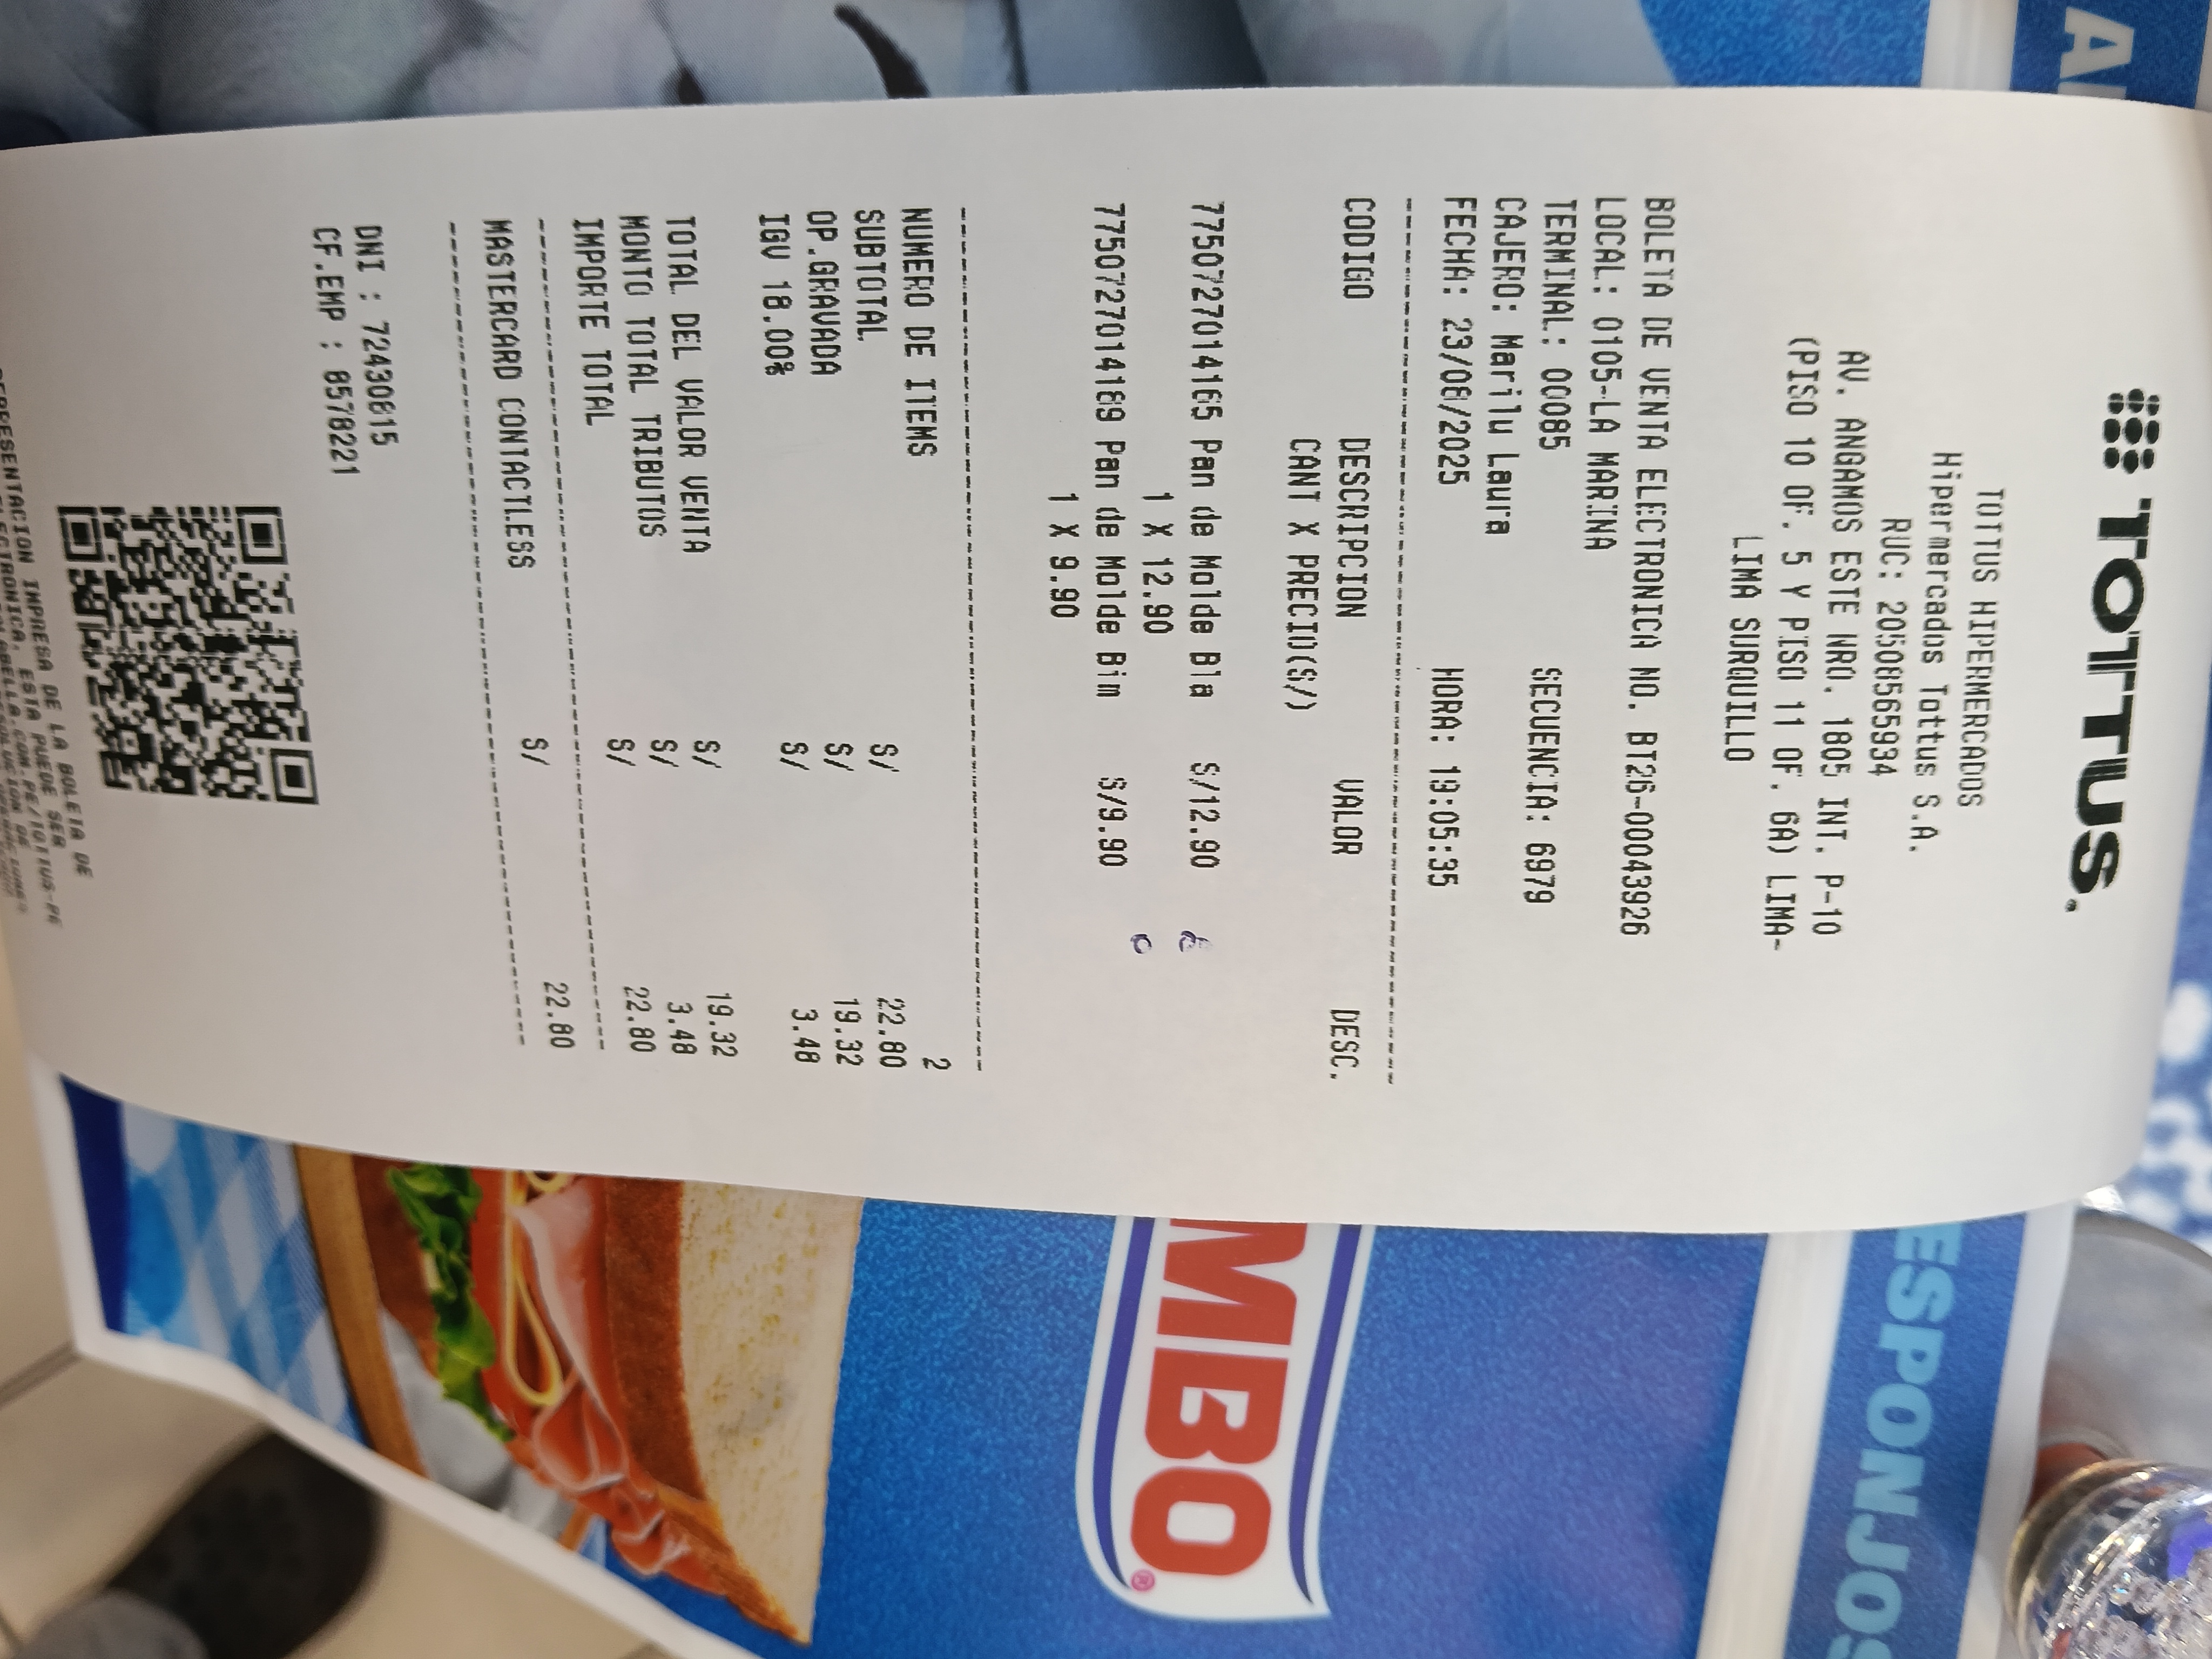 TOTTUS.
TOTTUS HIPERMERCADOS
Hipermercados Tottus S.A.
RUC: 20508565934
AV. ANGAMOS ESTE NRO. 1805 INT. P-10
(PISO 10 OF. 5 Y PISO 11 OF. 6A) LIMA-
LIMA SURQUILLO
BOLETA DE VENTA ELECTRONICA NO. BT26-00043926
LOCAL: 0105-LA MARINA
TERMINAL: 00085 SECUENCIA: 6979
CAJERO: Marilu Laura
FECHA: 23/08/2025 HORA: 19:05:35
CODIGO DESCRIPCION VALOR DESC.
CANT X PRECIO(S/)
7750727014165 Pan de Molde Bla S/12.90
1 X 12.90
7750727014189 Pan de Molde Bim S/9.90
1 X 9.90
NUMERO DE ITEMS 2
SUBTOTAL S/ 22.80
OP.GRAVADA S/ 19.32
IGV 18.00% S/ 3.48
TOTAL DEL VALOR VENTA S/ 19.32
MONTO TOTAL TRIBUTOS S/ 3.48
IMPORTE TOTAL S/ 22.80
MASTERCARD CONTACTLESS S/ 22.80
DNI : 72430815
CF.EMP : 8578221
REPRESENTACION IMPRESA DE LA BOLETA DE
ELECTRONICA, ESTA PUEDE SER
MBO
ESPONJOS